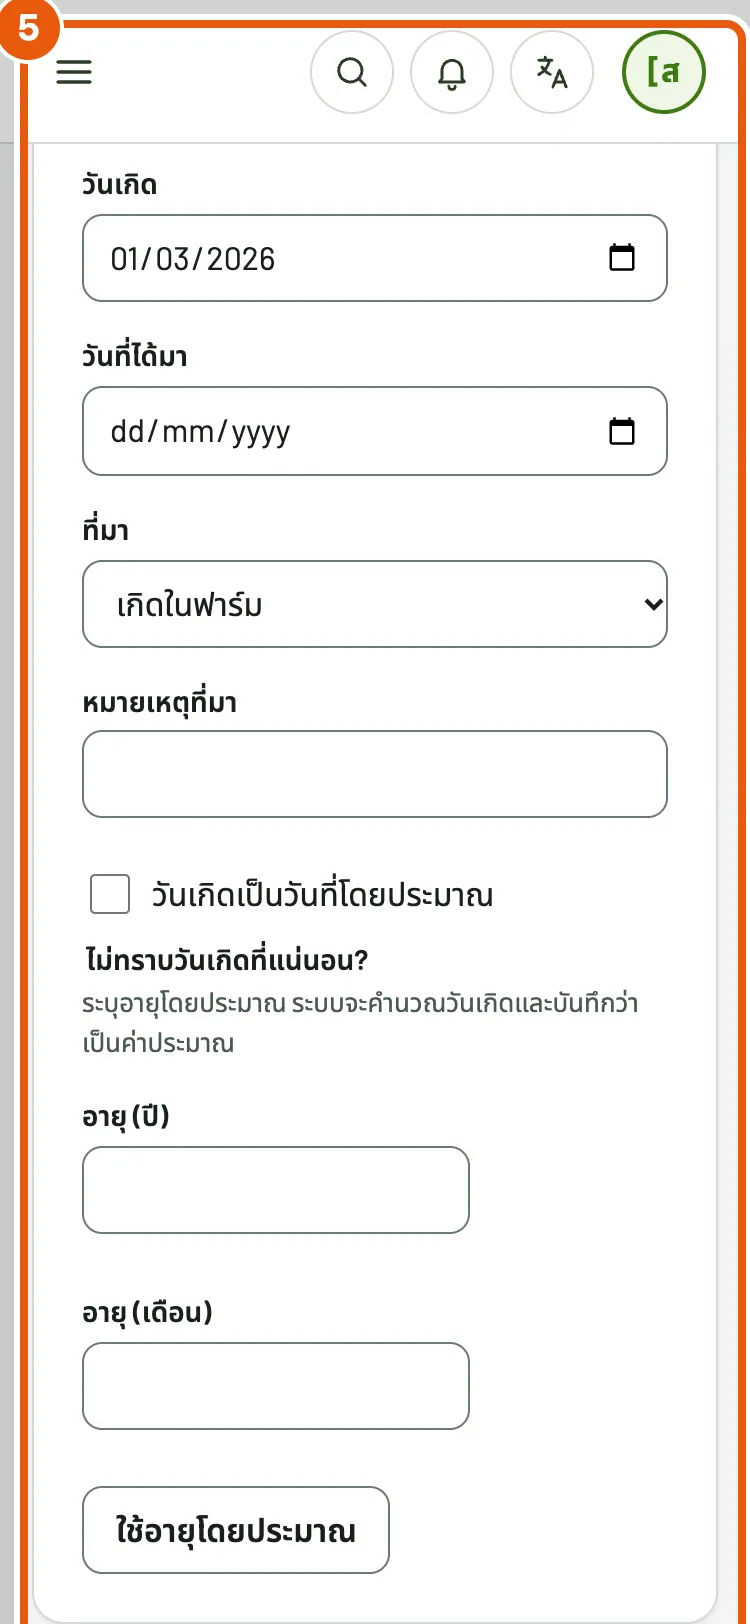 5
[ส
วันเกิด
01/03/2026
วันที่ได้มา
dd/mm/yyyy
ที่มา
เกิดในฟาร์ม
หมายเหตุที่มา
วันเกิดเป็นวันที่โดยประมาณ
ไม่ทราบวันเกิดที่แน่นอน?
ระบุอายุโดยประมาณ ระบบจะคำนวณวันเกิดและบันทึกว่า
เป็นค่าประมาณ
อายุ (ปี)
อายุ (เดือน)
ใช้อายุโดยประมาณ